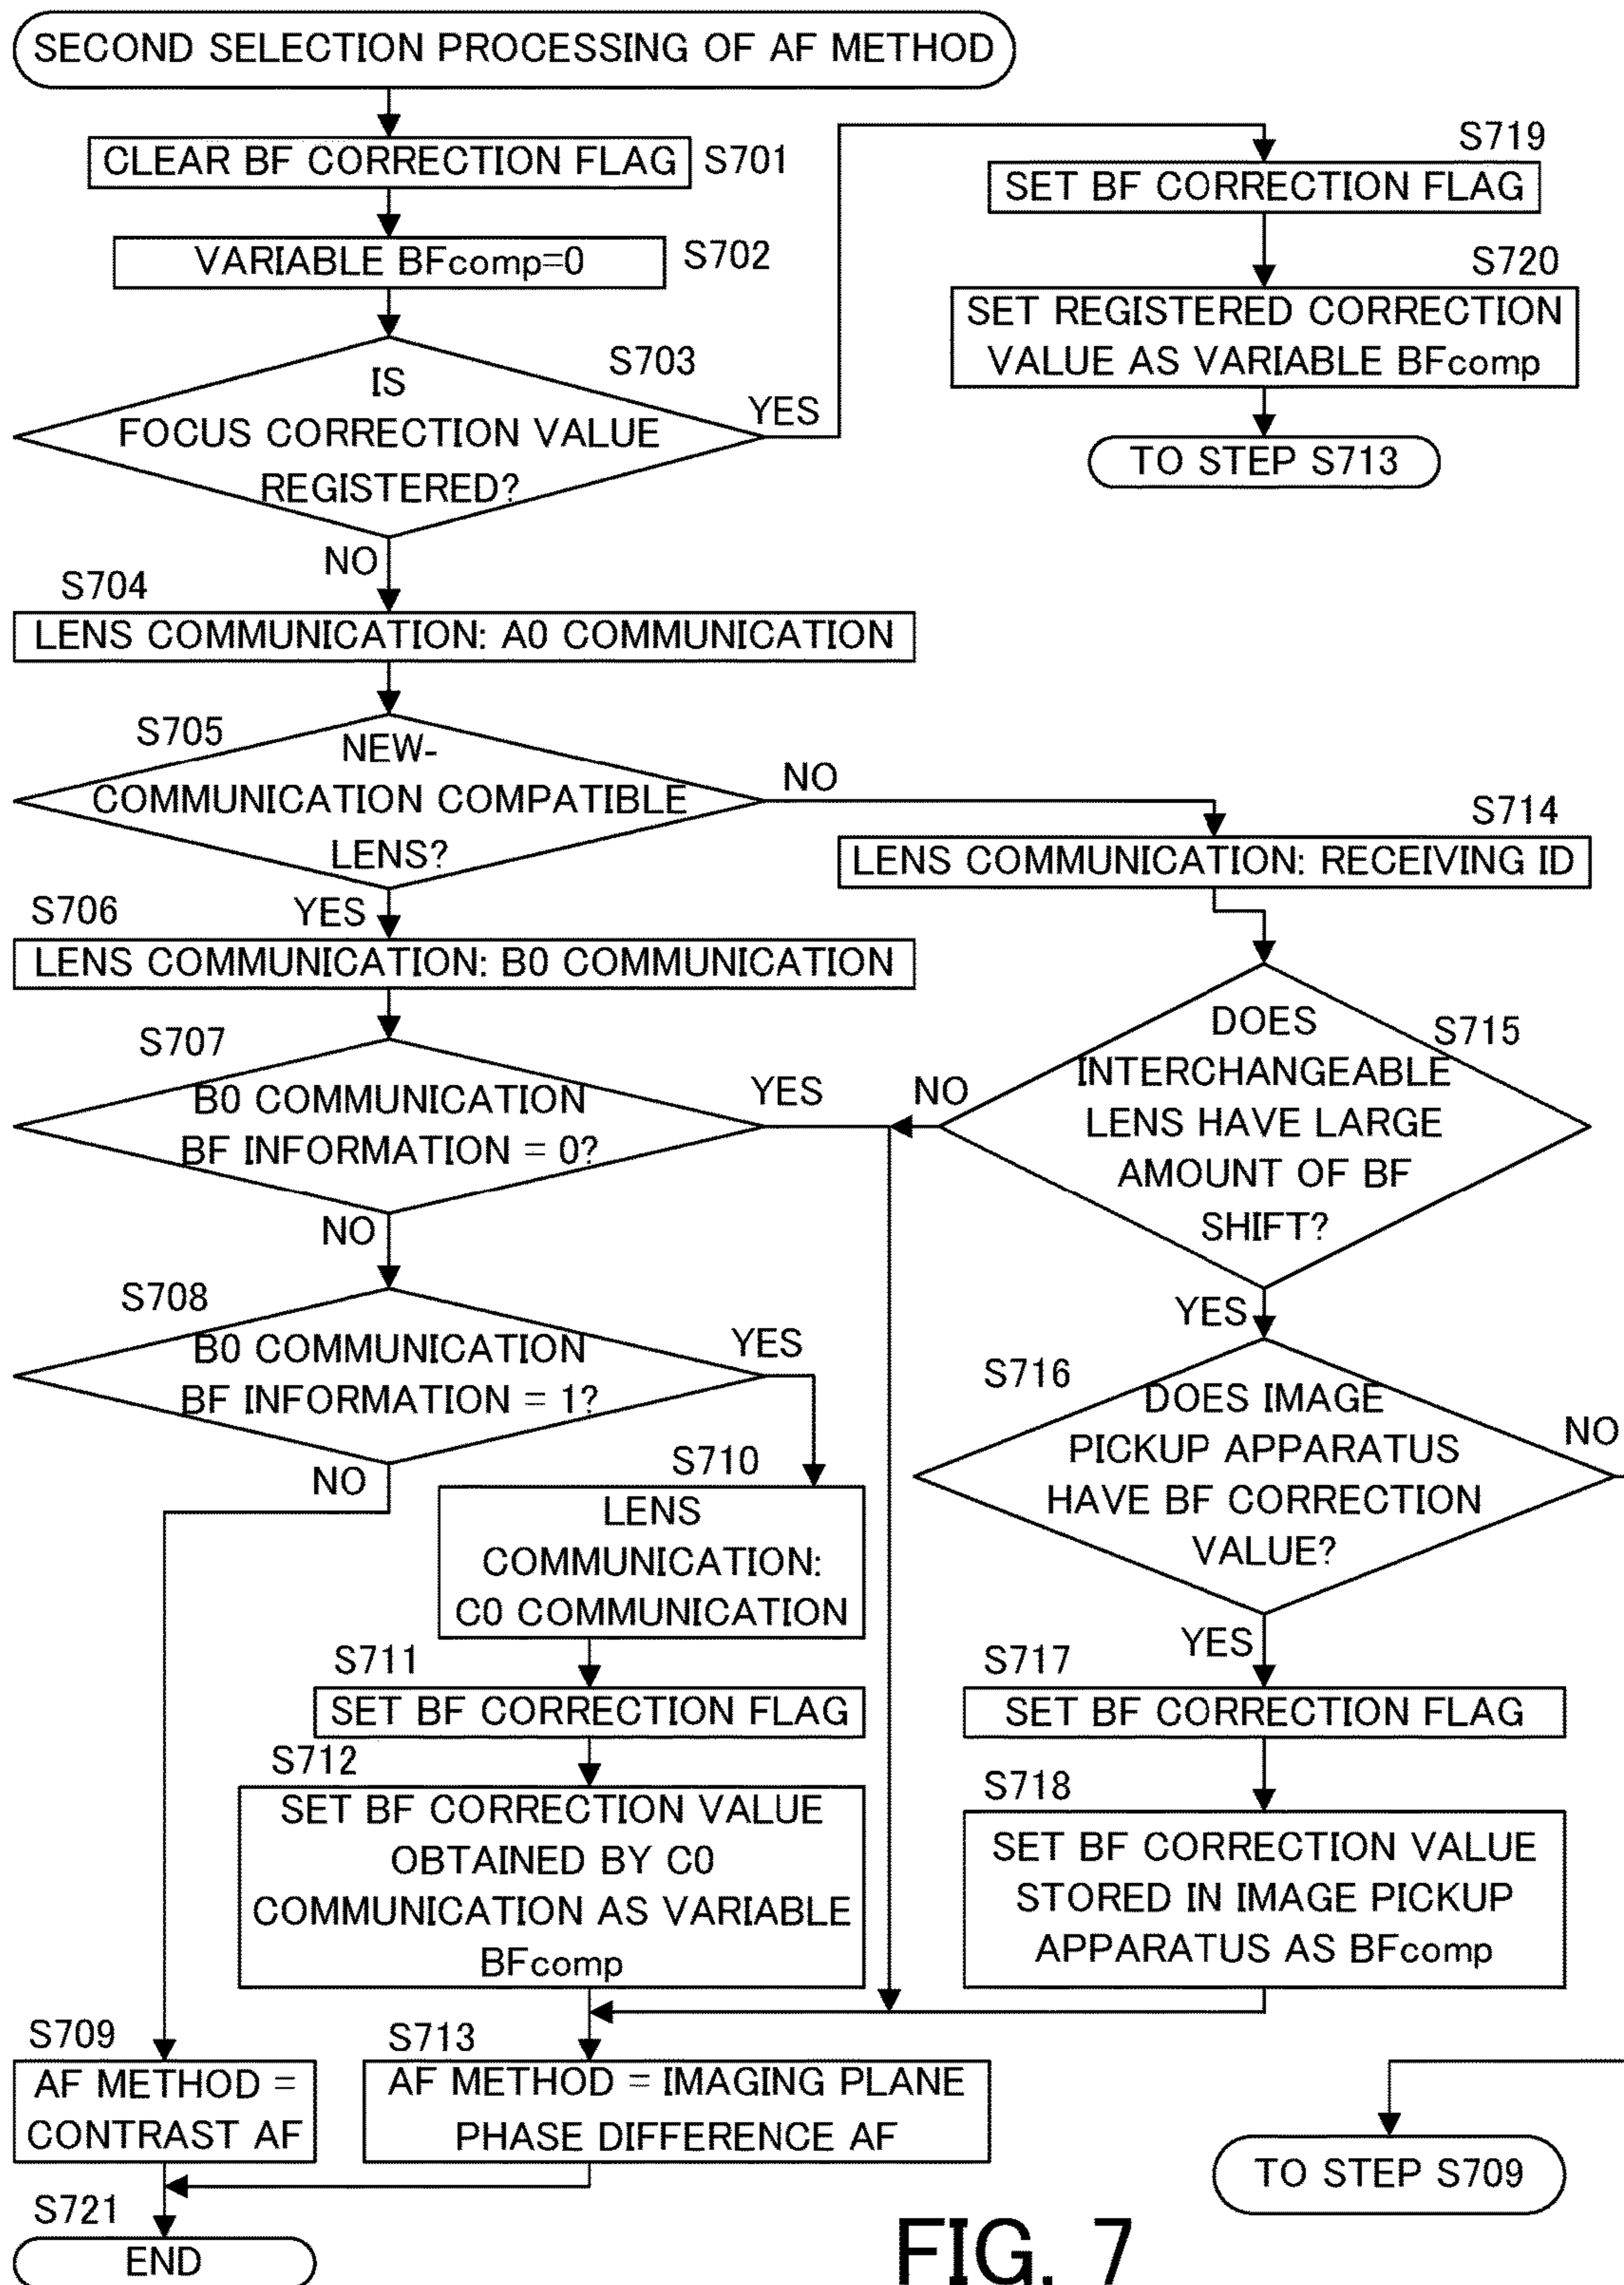 SECOND SELECTION PROCESSING OF AF METHOD
CLEAR BF CORRECTION FLAG
S701
VARIABLE BFcomp=0
S702
S703
IS
FOCUS CORRECTION VALUE
REGISTERED?
YES
NO
S719
SET BF CORRECTION FLAG
S720
SET REGISTERED CORRECTION
VALUE AS VARIABLE BFcomp
TO STEP S713
S704
LENS COMMUNICATION: A0 COMMUNICATION
S705
NEW-
COMMUNICATION COMPATIBLE
LENS?
NO
YES
S714
LENS COMMUNICATION: RECEIVING ID
S706
LENS COMMUNICATION: B0 COMMUNICATION
S707
B0 COMMUNICATION
BF INFORMATION = 0?
YES
NO
S715
DOES
INTERCHANGEABLE
LENS HAVE LARGE
AMOUNT OF BF
SHIFT?
NO
YES
S708
B0 COMMUNICATION
BF INFORMATION = 1?
YES
NO
S716
DOES IMAGE
PICKUP APPARATUS
HAVE BF CORRECTION
VALUE?
NO
YES
S710
LENS
COMMUNICATION:
C0 COMMUNICATION
S711
SET BF CORRECTION FLAG
S712
SET BF CORRECTION VALUE
OBTAINED BY C0
COMMUNICATION AS VARIABLE
BFcomp
S717
SET BF CORRECTION FLAG
S718
SET BF CORRECTION VALUE
STORED IN IMAGE PICKUP
APPARATUS AS BFcomp
S709
AF METHOD =
CONTRAST AF
S713
AF METHOD = IMAGING PLANE
PHASE DIFFERENCE AF
TO STEP S709
S721
END
FIG. 7